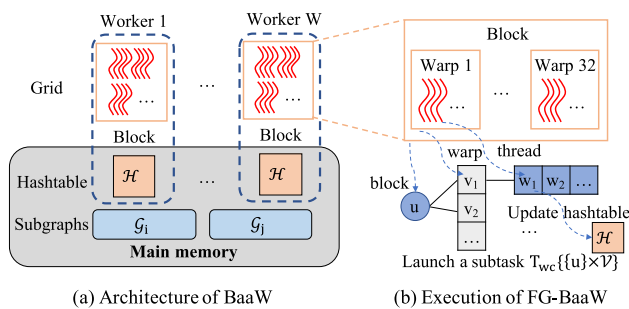 Worker 1
Worker W
Grid
...
...
...
Block
Block
Hashtable
ℋ
...
ℋ
Subgraphs
𝒢i
𝒢j
Main memory
(a) Architecture of BaaW
Block
Warp 1
Warp 32
...
...
...
warp
thread
block
u
v1
v2
...
w1
w2
...
Update hashtable
...
ℋ
Launch a subtask Twc{{u}×𝒱}
(b) Execution of FG-BaaW